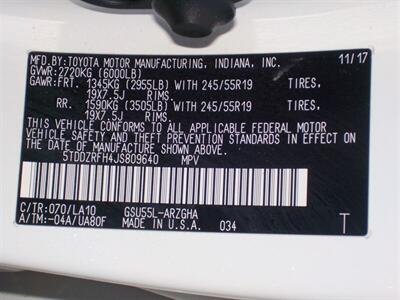 MFD.BY:TOYOTA MOTOR MANUFACTURING, INDIANA, INC. 11/17
GVWR:2720KG (6000LB)
GAWR:FRT. 1345KG (2955LB) WITH 245/55R19 TIRES,
19X7.5J RIMS,
RR. 1590KG (3505LB) WITH 245/55R19 TIRES,
19X7.5J RIMS,
THIS VEHICLE CONFORMS TO ALL APPLICABLE FEDERAL MOTOR
VEHICLE SAFETY AND THEFT PREVENTION STANDARDS IN EFFECT ON
THE DATE OF MANUFACTURE SHOWN ABOVE.
5TDDZRFH4JS809640 MPV
C/TR:070/LA10 GSU55L-ARZGHA
A/TM:-04A/UA80F MADE IN U.S.A. 034 T